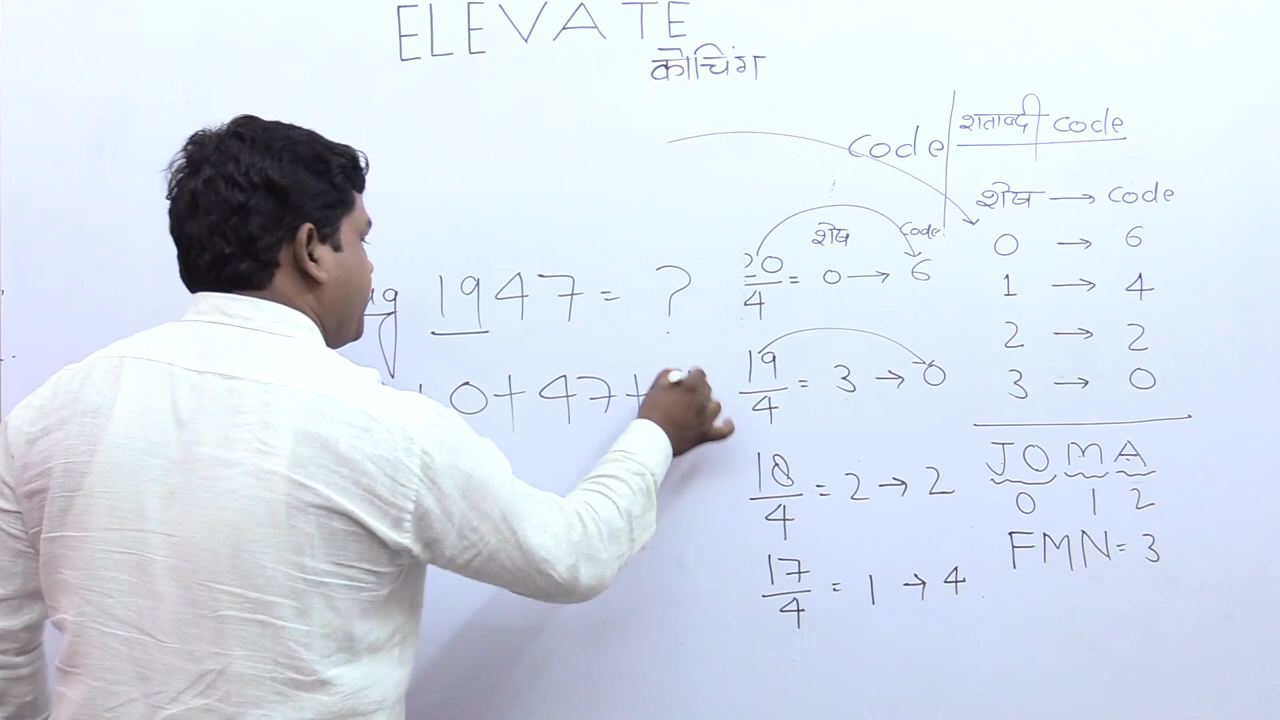 ELEVATE
कोचिंग
code
शताब्दी code
शेष → code
0 → 6
1 → 4
2 → 2
3 → 0
शेष code
20/4 = 0 → 6
19/4 = 3 → 0
18/4 = 2 → 2
17/4 = 1 → 4
1947 = ?
0 + 47 +
JO MA
0 1 2
FMN = 3